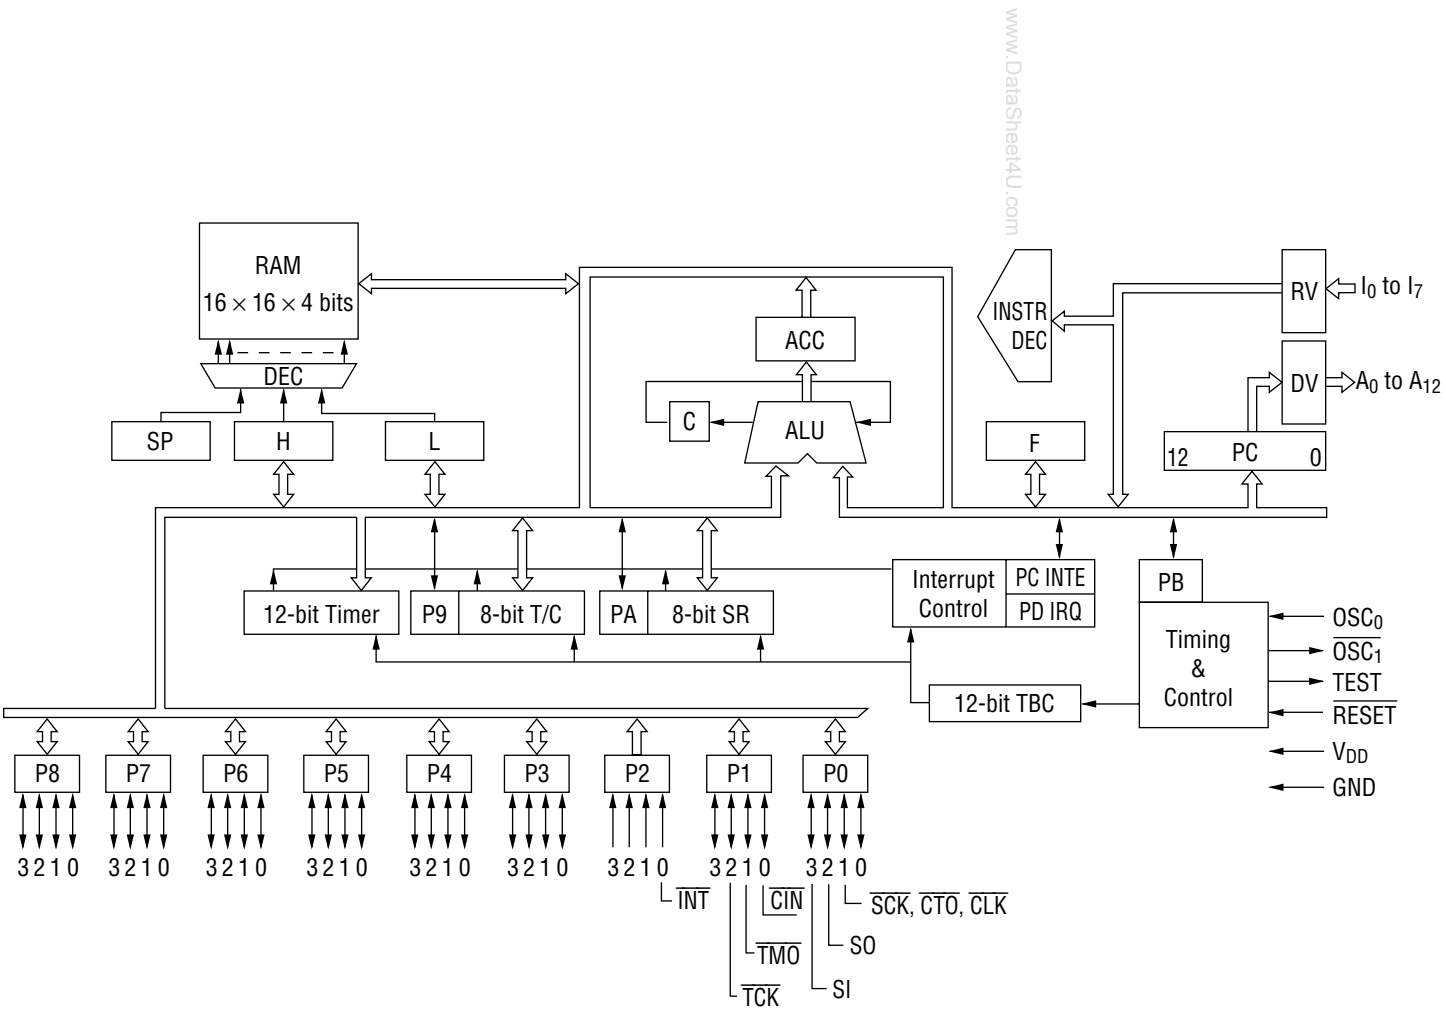 www.DataSheet4U.com
RAM
16 × 16 × 4 bits
DEC
SP
H
L
ACC
C
ALU
INSTR
DEC
RV
I0 to I7
DV
A0 to A12
F
12 PC 0
12-bit Timer
P9
8-bit T/C
PA
8-bit SR
Interrupt
Control
PC INTE
PD IRQ
PB
Timing
&
Control
12-bit TBC
OSC0
OSC1
TEST
RESET
VDD
GND
P8
P7
P6
P5
P4
P3
P2
P1
P0
3 2 1 0
3 2 1 0
3 2 1 0
3 2 1 0
3 2 1 0
3 2 1 0
3 2 1 0
3 2 1 0
3 2 1 0
INT
CIN
SCK, CTO, CLK
TMO
SO
TCK
SI